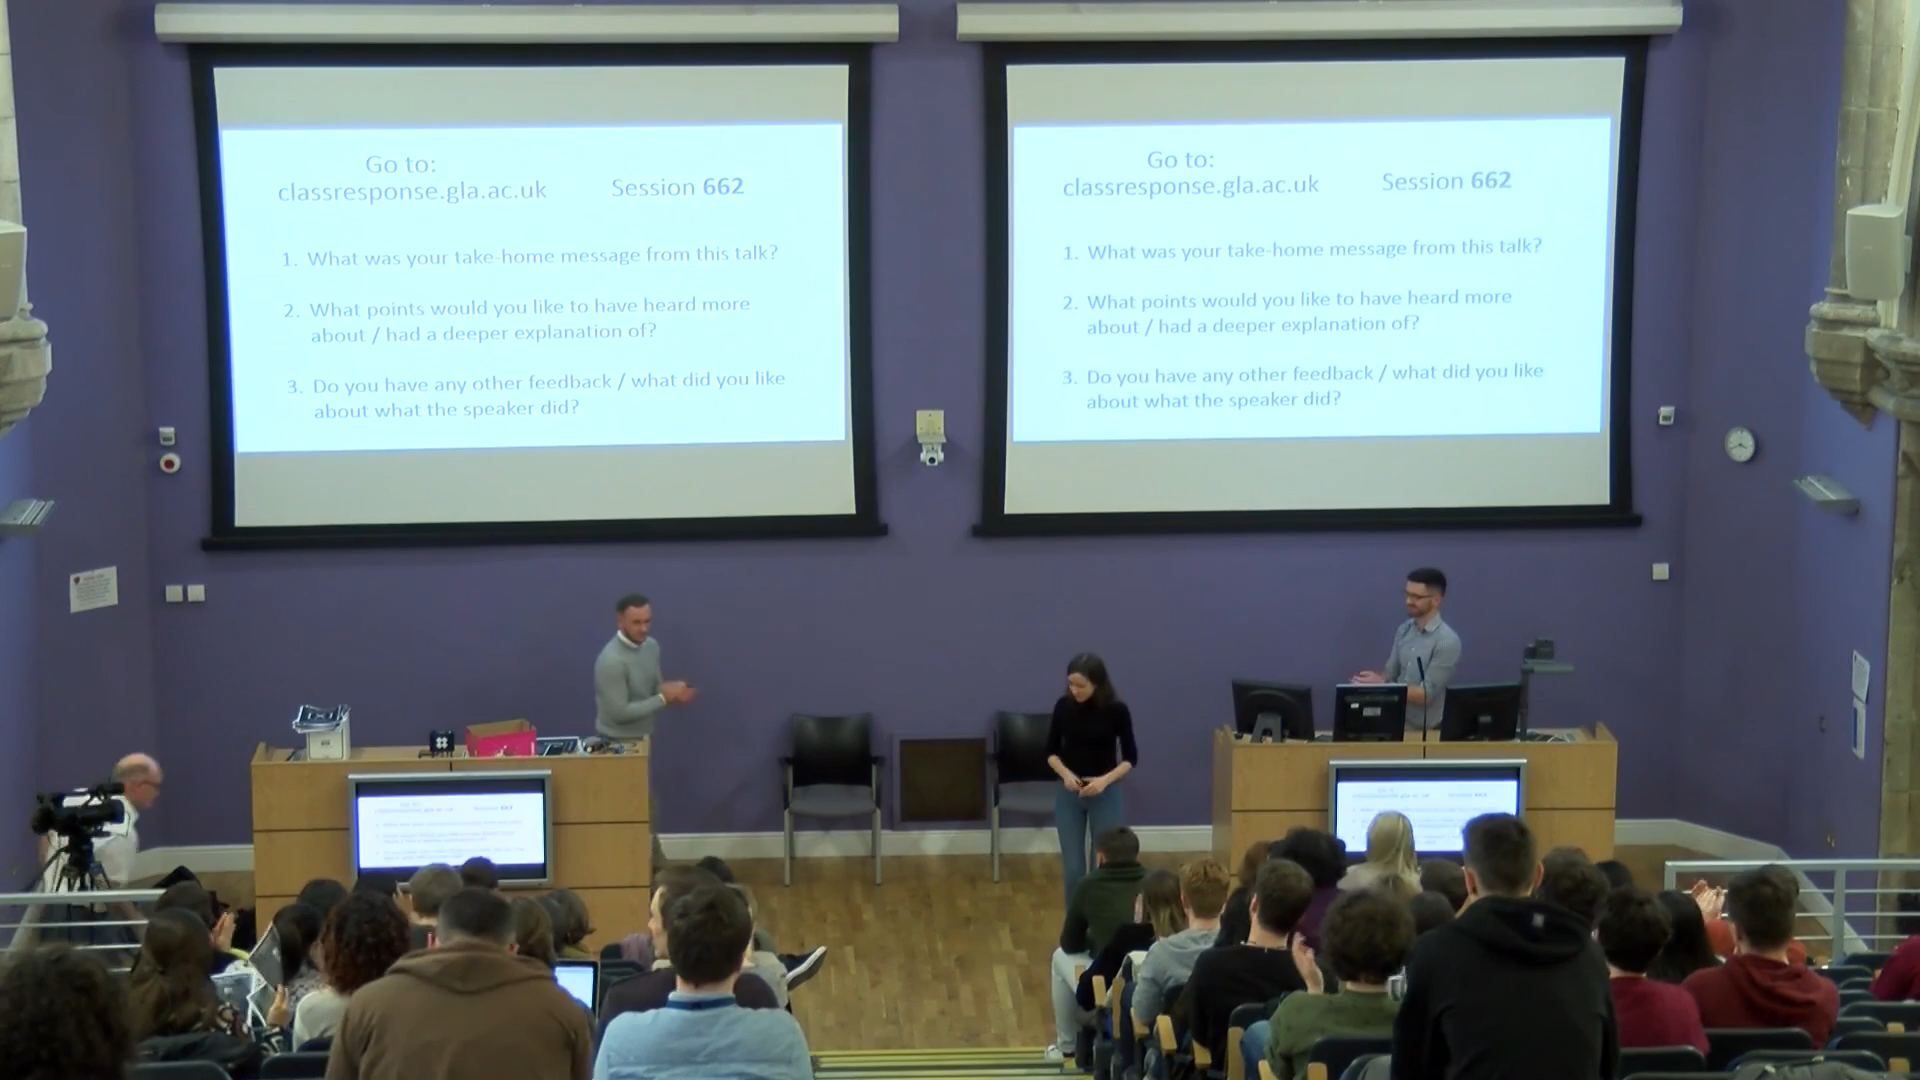 Go to:
classresponse.gla.ac.uk
Session 662
1. What was your take-home message from this talk?
2. What points would you like to have heard more
about / had a deeper explanation of?
3. Do you have any other feedback / what did you like
about what the speaker did?
Go to:
classresponse.gla.ac.uk
Session 662
1. What was your take-home message from this talk?
2. What points would you like to have heard more
about / had a deeper explanation of?
3. Do you have any other feedback / what did you like
about what the speaker did?